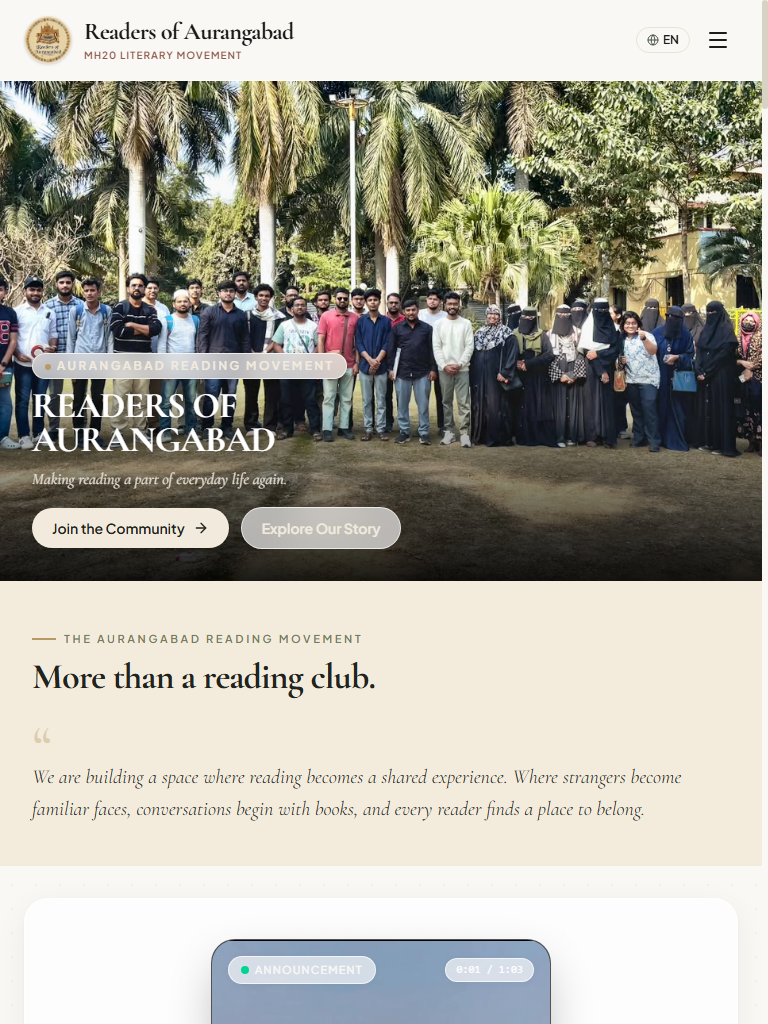 Readers of Aurangabad
MH20 LITERARY MOVEMENT
EN
AURANGABAD READING MOVEMENT
READERS OF
AURANGABAD
Making reading a part of everyday life again.
Join the Community →
Explore Our Story
THE AURANGABAD READING MOVEMENT
More than a reading club.
“
We are building a space where reading becomes a shared experience. Where strangers become
familiar faces, conversations begin with books, and every reader finds a place to belong.
ANNOUNCEMENT
0:01 / 1:03